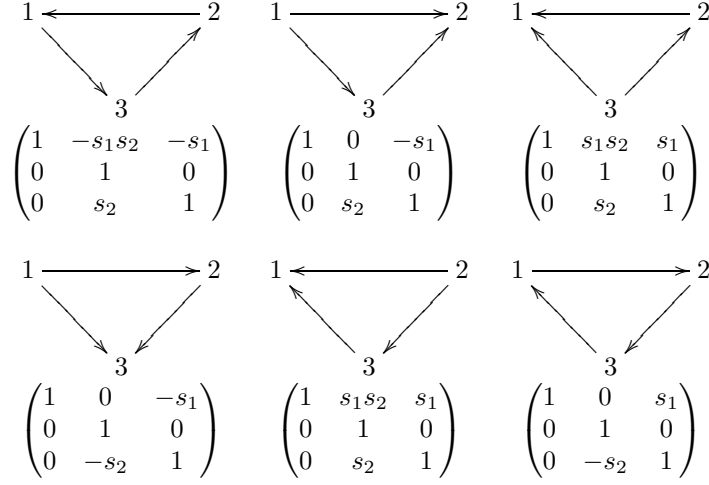 1 2 1 2 1 2
3 3 3
1 −s₁s₂ −s₁ 1 0 −s₁ 1 s₁s₂ s₁
0 1 0 0 1 0 0 1 0
0 s₂ 1 0 s₂ 1 0 s₂ 1
1 2 1 2 1 2
3 3 3
1 0 −s₁ 1 s₁s₂ s₁ 1 0 s₁
0 1 0 0 1 0 0 1 0
0 −s₂ 1 0 s₂ 1 0 −s₂ 1